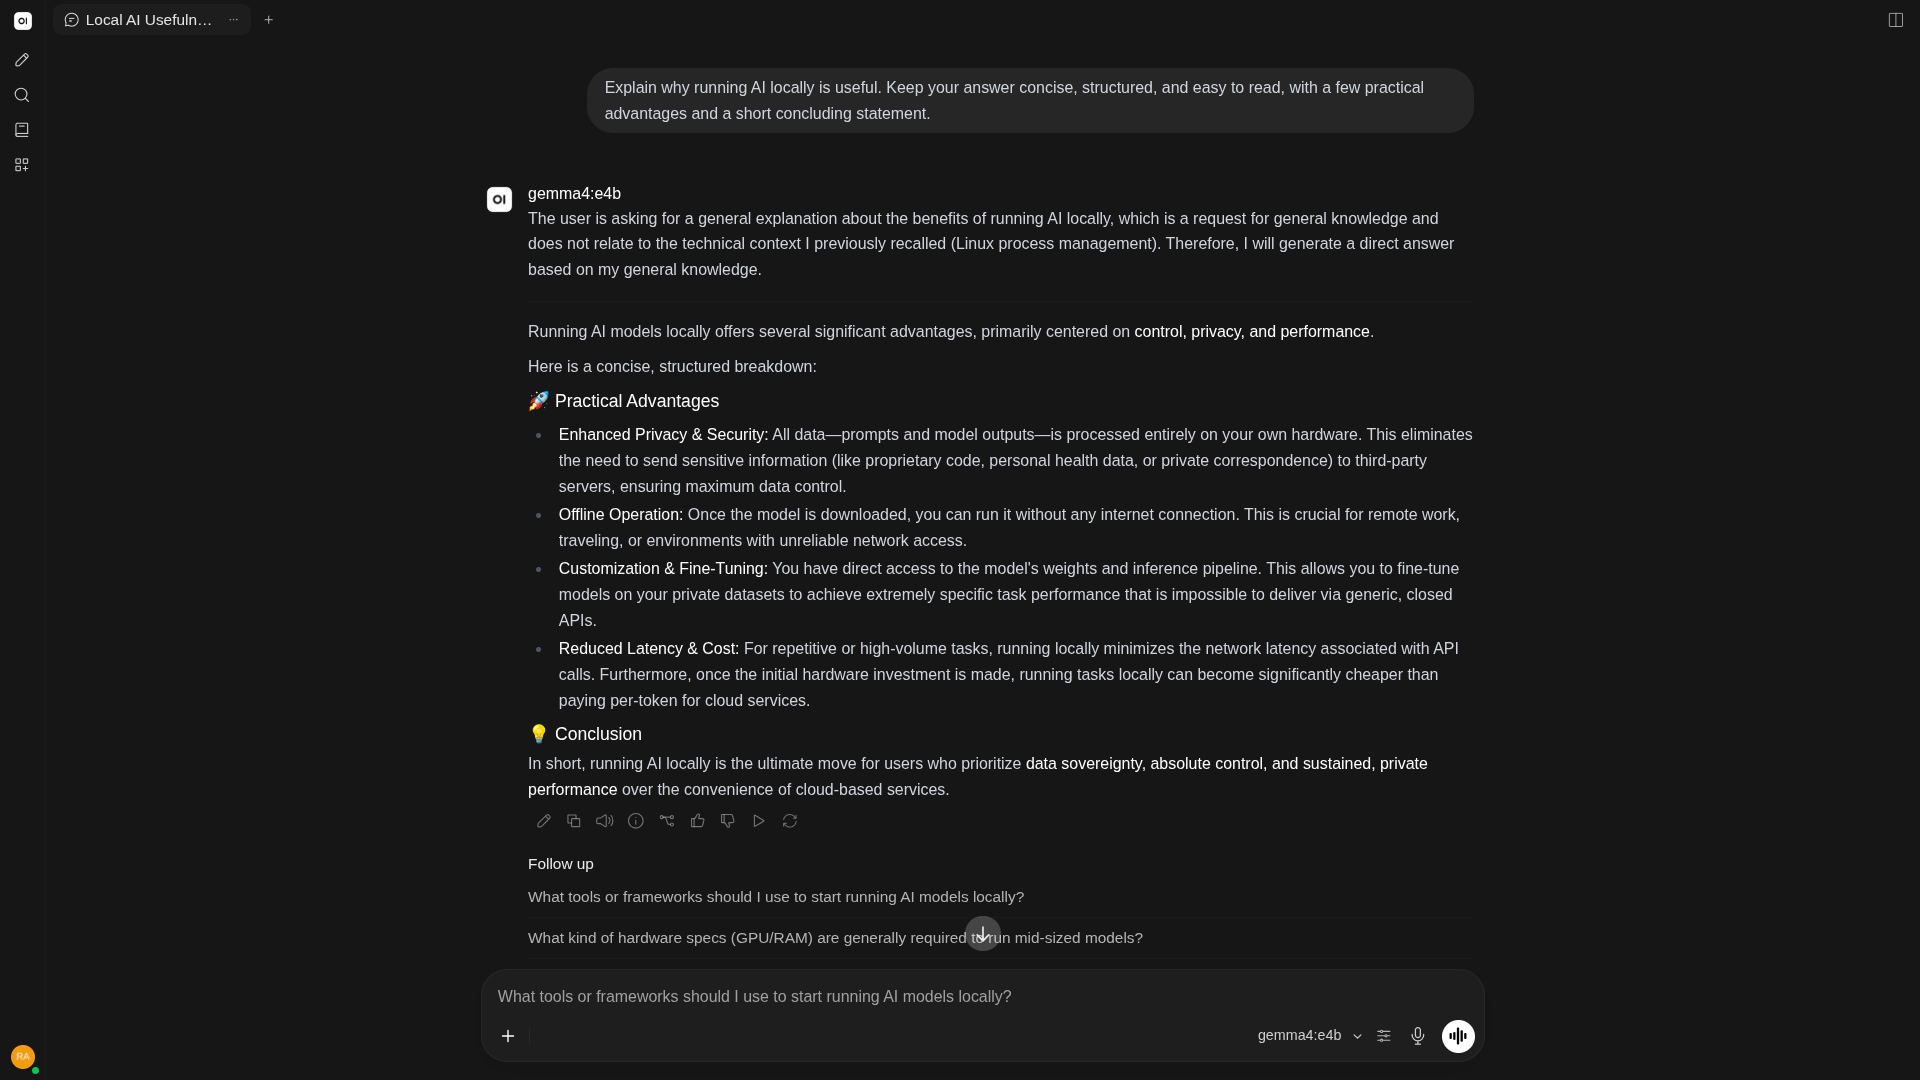 Local AI Usefuln…
Explain why running AI locally is useful. Keep your answer concise, structured, and easy to read, with a few practical
advantages and a short concluding statement.
OI
gemma4:e4b
The user is asking for a general explanation about the benefits of running AI locally, which is a request for general knowledge and
does not relate to the technical context I previously recalled (Linux process management). Therefore, I will generate a direct answer
based on my general knowledge.
Running AI models locally offers several significant advantages, primarily centered on control, privacy, and performance.
Here is a concise, structured breakdown:
🚀 Practical Advantages
Enhanced Privacy & Security: All data—prompts and model outputs—is processed entirely on your own hardware. This eliminates
the need to send sensitive information (like proprietary code, personal health data, or private correspondence) to third-party
servers, ensuring maximum data control.
Offline Operation: Once the model is downloaded, you can run it without any internet connection. This is crucial for remote work,
traveling, or environments with unreliable network access.
Customization & Fine-Tuning: You have direct access to the model's weights and inference pipeline. This allows you to fine-tune
models on your private datasets to achieve extremely specific task performance that is impossible to deliver via generic, closed
APIs.
Reduced Latency & Cost: For repetitive or high-volume tasks, running locally minimizes the network latency associated with API
calls. Furthermore, once the initial hardware investment is made, running tasks locally can become significantly cheaper than
paying per-token for cloud services.
💡 Conclusion
In short, running AI locally is the ultimate move for users who prioritize data sovereignty, absolute control, and sustained, private
performance over the convenience of cloud-based services.
Follow up
What tools or frameworks should I use to start running AI models locally?
What kind of hardware specs (GPU/RAM) are generally required to run mid-sized models?
What tools or frameworks should I use to start running AI models locally?
gemma4:e4b
RA